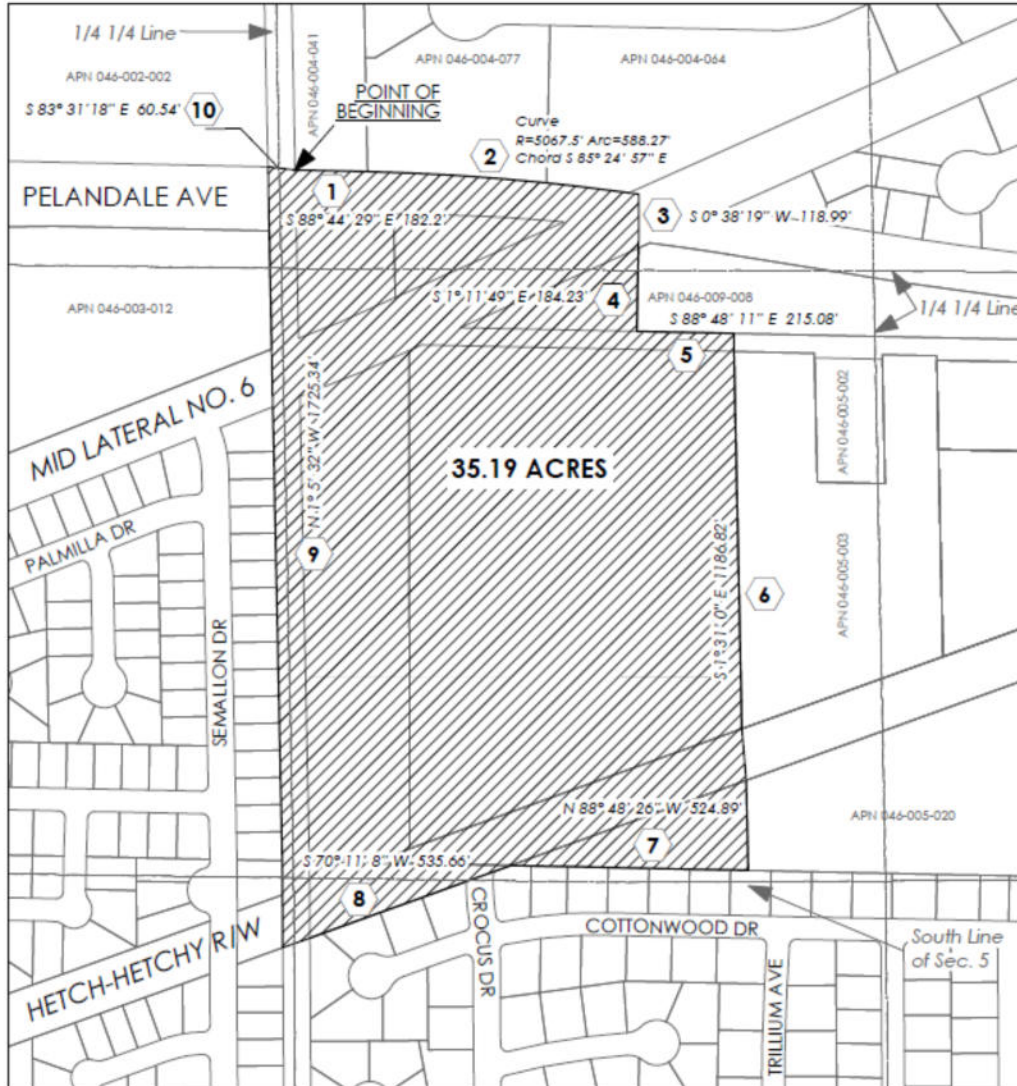 1/4 1/4 Line
APN 046-002-002
S 83° 31' 18" E 60.54'
10
APN 046-004-041
POINT OF
BEGINNING
APN 046-004-077
APN 046-004-064
2
Curve
R=5067.5' Arc=588.27'
Chord S 85° 24' 57" E
PELANDALE AVE
1
S 88° 44' 29" E 182.2'
3
S 0° 38' 19" W 118.99'
APN 046-003-012
S 1° 11' 49" E 184.23'
4
APN 046-009-008
S 88° 48' 11" E 215.08'
1/4 1/4 Line
5
MID LATERAL NO. 6
N 1° 5' 32" W 1725.34'
35.19 ACRES
APN 046-005-002
PALMILLA DR
9
S 1° 31' 0" E 1186.82'
6
APN 046-005-003
SEMALLON DR
N 88° 48' 26" W 524.89'
7
APN 046-005-020
S 70° 11' 8" W 535.66'
8
HETCH-HETCHY R/W
CROCUS DR
COTTONWOOD DR
TRILLIUM AVE
South Line
of Sec. 5